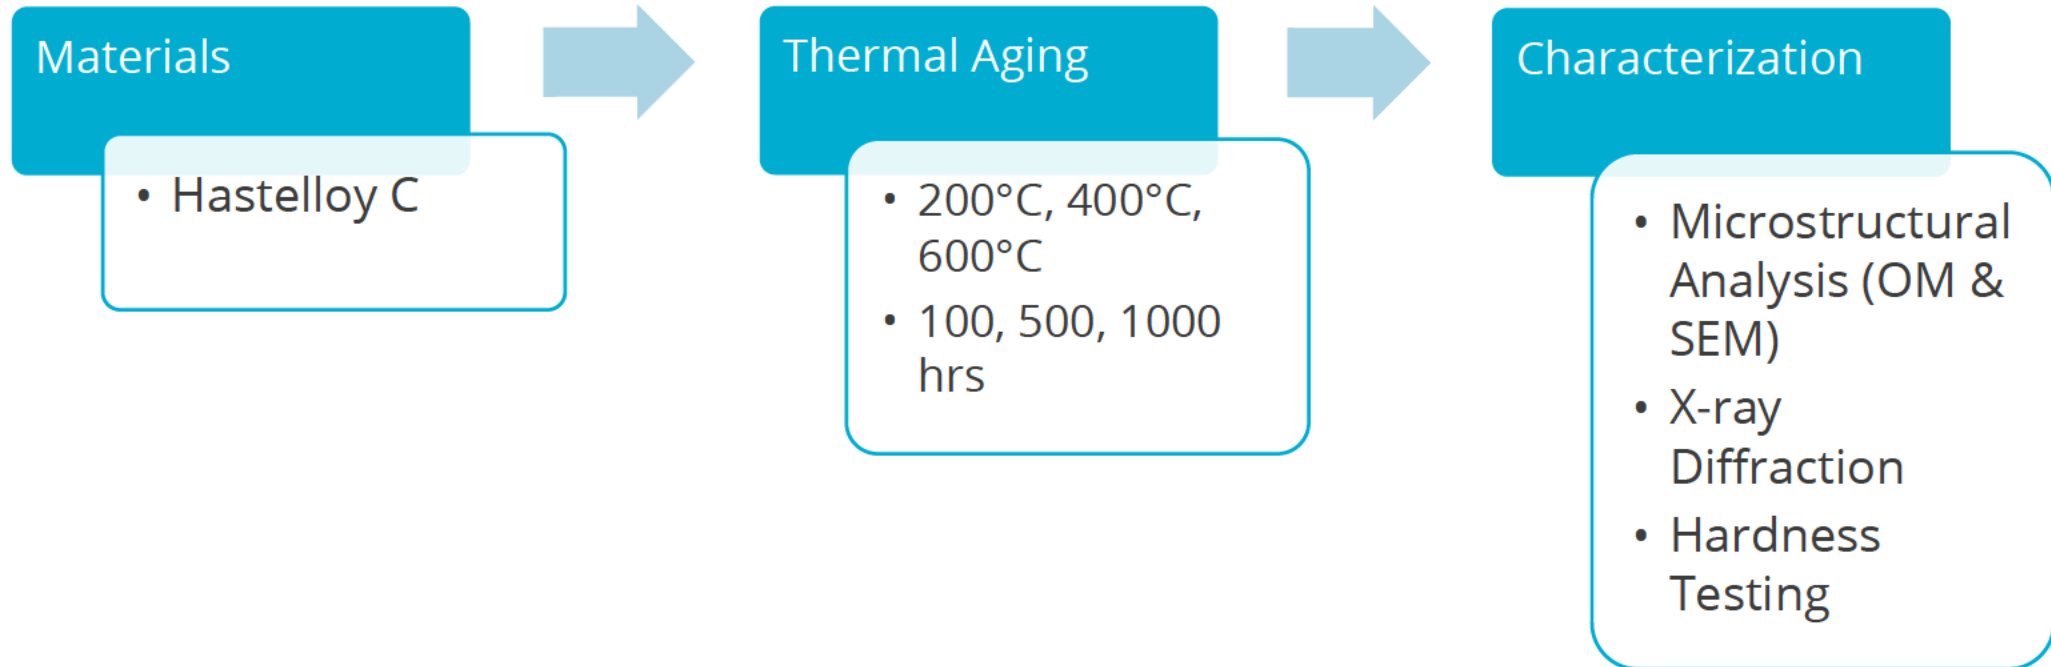 Materials
• Hastelloy C
Thermal Aging
• 200°C, 400°C,
600°C
• 100, 500, 1000
hrs
Characterization
• Microstructural
Analysis (OM &
SEM)
• X-ray
Diffraction
• Hardness
Testing